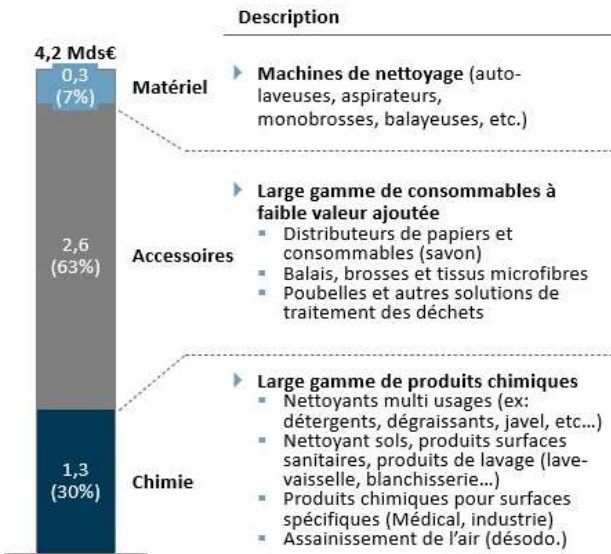 Description
4,2 Mds€
0,3
(7%)
Matériel
Machines de nettoyage (auto-
laveuses, aspirateurs,
monobrosses, balayeuses, etc.)
2,6
(63%)
Accessoires
Large gamme de consommables à
faible valeur ajoutée
Distributeurs de papiers et
consommables (savon)
Balais, brosses et tissus microfibres
Poubelles et autres solutions de
traitement des déchets
1,3
(30%)
Chimie
Large gamme de produits chimiques
Nettoyants multi usages (ex:
détergents, dégraissants, javel, etc...)
Nettoyant sols, produits surfaces
sanitaires, produits de lavage (lave-
vaisselle, blanchisserie...)
Produits chimiques pour surfaces
spécifiques (Médical, industrie)
Assainissement de l'air (désodo.)